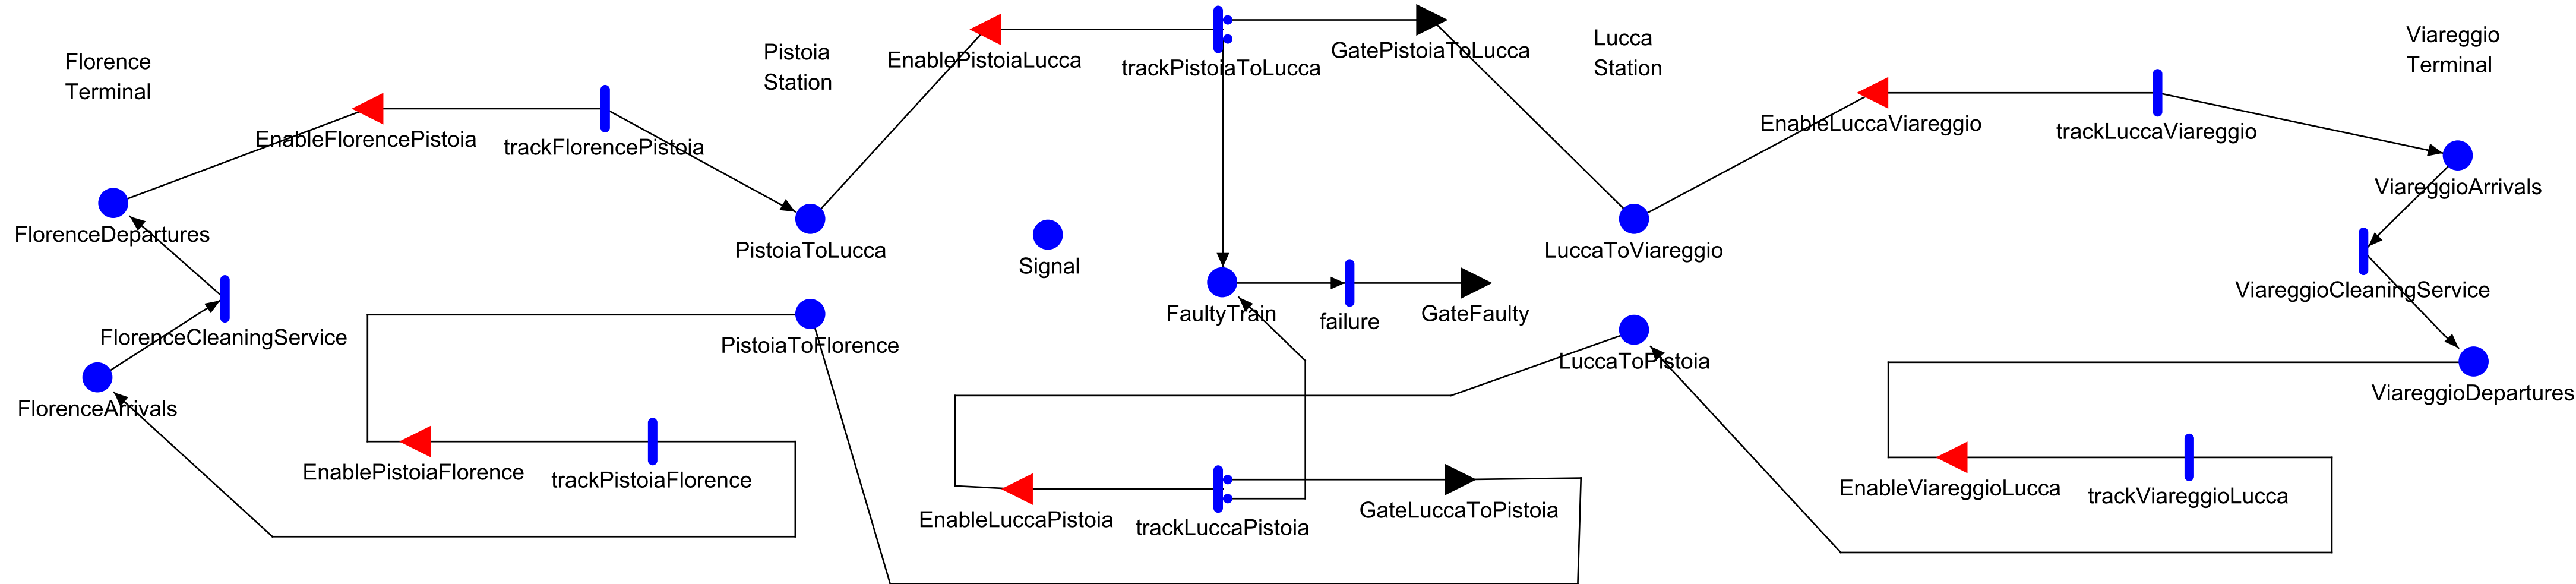 Florence
Terminal
Pistoia
Station
Lucca
Station
Viareggio
Terminal
EnablePistoiaLucca
trackPistoiaToLucca
GatePistoiaToLucca
EnableFlorencePistoia
trackFlorencePistoia
EnableLuccaViareggio
trackLuccaViareggio
ViareggioArrivals
FlorenceDepartures
PistoiaToLucca
Signal
LuccaToViareggio
ViareggioCleaningService
FlorenceCleaningService
PistoiaToFlorence
FaultyTrain
failure
GateFaulty
LuccaToPistoia
ViareggioDepartures
FlorenceArrivals
EnablePistoiaFlorence
trackPistoiaFlorence
EnableLuccaPistoia
trackLuccaPistoia
GateLuccaToPistoia
EnableViareggioLucca
trackViareggioLucca